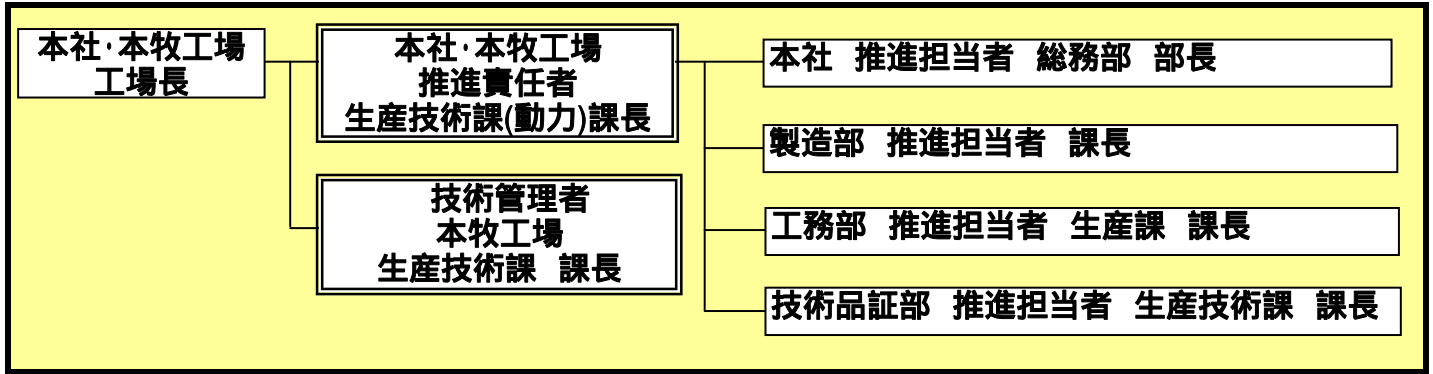 本社･本牧工場
工場長
本社･本牧工場
推進責任者
生産技術課(動力)課長
技術管理者
本牧工場
生産技術課　課長
本社　推進担当者　総務部　部長
製造部　推進担当者　課長
工務部　推進担当者　生産課　課長
技術品証部　推進担当者　生産技術課　課長